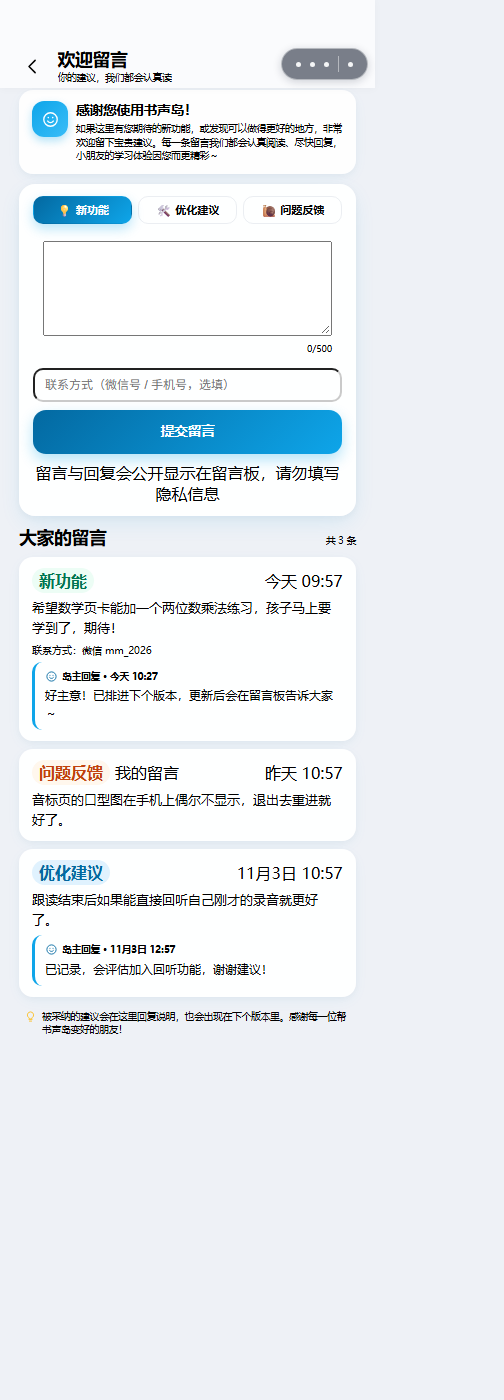 欢迎留言
你的建议，我们都会认真读
感谢您使用书声岛！
如果这里有您期待的新功能，或发现可以做得更好的地方，非常
欢迎留下宝贵建议。每一条留言我们都会认真阅读、尽快回复，
小朋友的学习体验因您而更精彩～
💡 新功能
🛠️ 优化建议
🐌 问题反馈
0/500
联系方式（微信号 / 手机号，选填）
提交留言
留言与回复会公开显示在留言板，请勿填写
隐私信息
大家的留言
共 3 条
新功能
今天 09:57
希望数学页卡能加一个两位数乘法练习，孩子马上要
学到了，期待！
联系方式：微信 mm_2026
岛主回复 • 今天 10:27
好主意！已排进下个版本，更新后会在留言板告诉大家
～
问题反馈 我的留言
昨天 10:57
音标页的口型图在手机上偶尔不显示，退出去重进就
好了。
优化建议
11月3日 10:57
跟读结束后如果能直接回听自己刚才的录音就更好
了。
岛主回复 • 11月3日 12:57
已记录，会评估加入回听功能，谢谢建议！
被采纳的建议会在这里回复说明，也会出现在下个版本里。感谢每一位帮
书声岛变好的朋友！